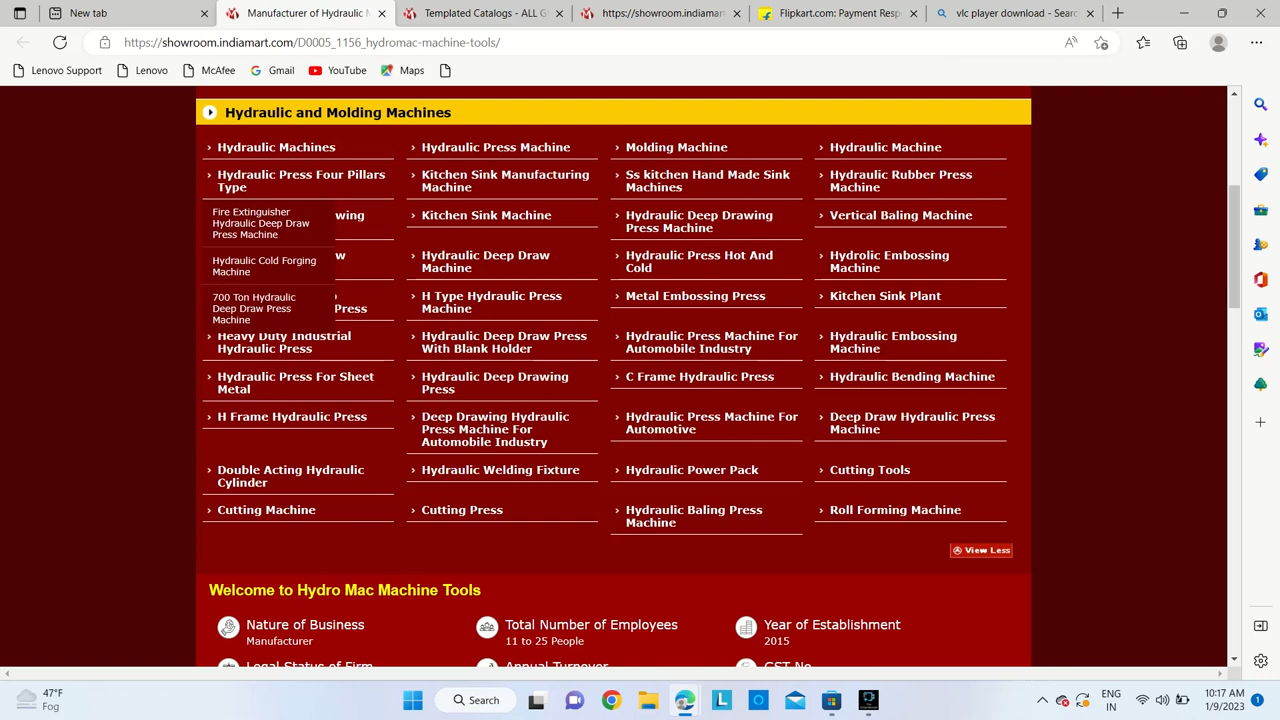 New tab
Manufacturer of Hydraulic M
Templated Catalogs - ALL Gl
https://showroom.indiamart
Flipkart.com: Payment Resp
vlc player download - Search
https://showroom.indiamart.com/D0005_1156_hydromac-machine-tools/
Lenovo Support
Lenovo
McAfee
Gmail
YouTube
Maps
Hydraulic and Molding Machines
Hydraulic Machines
Hydraulic Press Machine
Molding Machine
Hydraulic Machine
Hydraulic Press Four Pillars
Type
Kitchen Sink Manufacturing
Machine
Ss kitchen Hand Made Sink
Machines
Hydraulic Rubber Press
Machine
Fire Extinguisher
Hydraulic Deep Draw
Press Machine
wing
Kitchen Sink Machine
Hydraulic Deep Drawing
Press Machine
Vertical Baling Machine
Hydraulic Cold Forging
Machine
w
Hydraulic Deep Draw
Machine
Hydraulic Press Hot And
Cold
Hydrolic Embossing
Machine
700 Ton Hydraulic
Deep Draw Press
Machine
Press
H Type Hydraulic Press
Machine
Metal Embossing Press
Kitchen Sink Plant
Heavy Duty Industrial
Hydraulic Press
Hydraulic Deep Draw Press
With Blank Holder
Hydraulic Press Machine For
Automobile Industry
Hydraulic Embossing
Machine
Hydraulic Press For Sheet
Metal
Hydraulic Deep Drawing
Press
C Frame Hydraulic Press
Hydraulic Bending Machine
H Frame Hydraulic Press
Deep Drawing Hydraulic
Press Machine For
Automobile Industry
Hydraulic Press Machine For
Automotive
Deep Draw Hydraulic Press
Machine
Double Acting Hydraulic
Cylinder
Hydraulic Welding Fixture
Hydraulic Power Pack
Cutting Tools
Cutting Machine
Cutting Press
Hydraulic Baling Press
Machine
Roll Forming Machine
View Less
Welcome to Hydro Mac Machine Tools
Nature of Business
Manufacturer
Total Number of Employees
11 to 25 People
Year of Establishment
2015
Legal Status of Firm
Annual Turnover
GST No
47°F
Fog
Search
ENG
IN
10:17 AM
1/9/2023
1